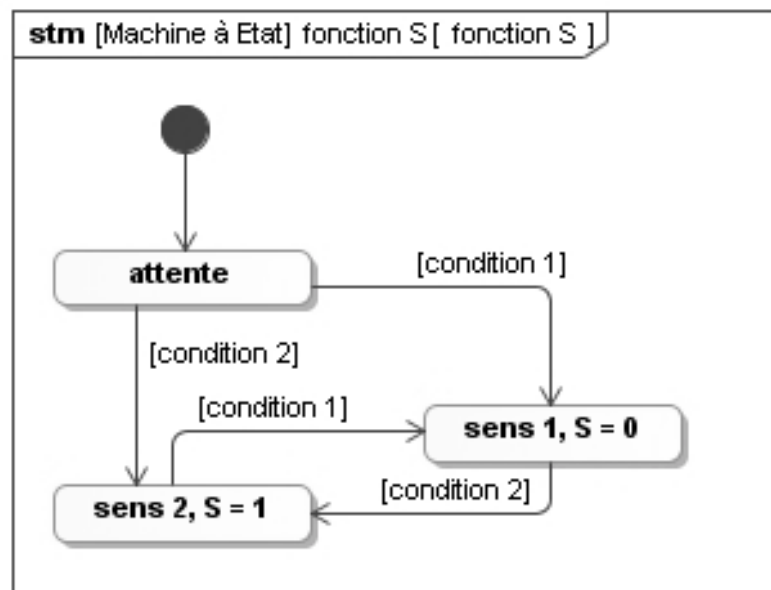 stm [Machine à Etat] fonction S[ fonction S ]
attente
[condition 1]
[condition 2]
[condition 1]
sens 1, S = 0
[condition 2]
sens 2, S = 1